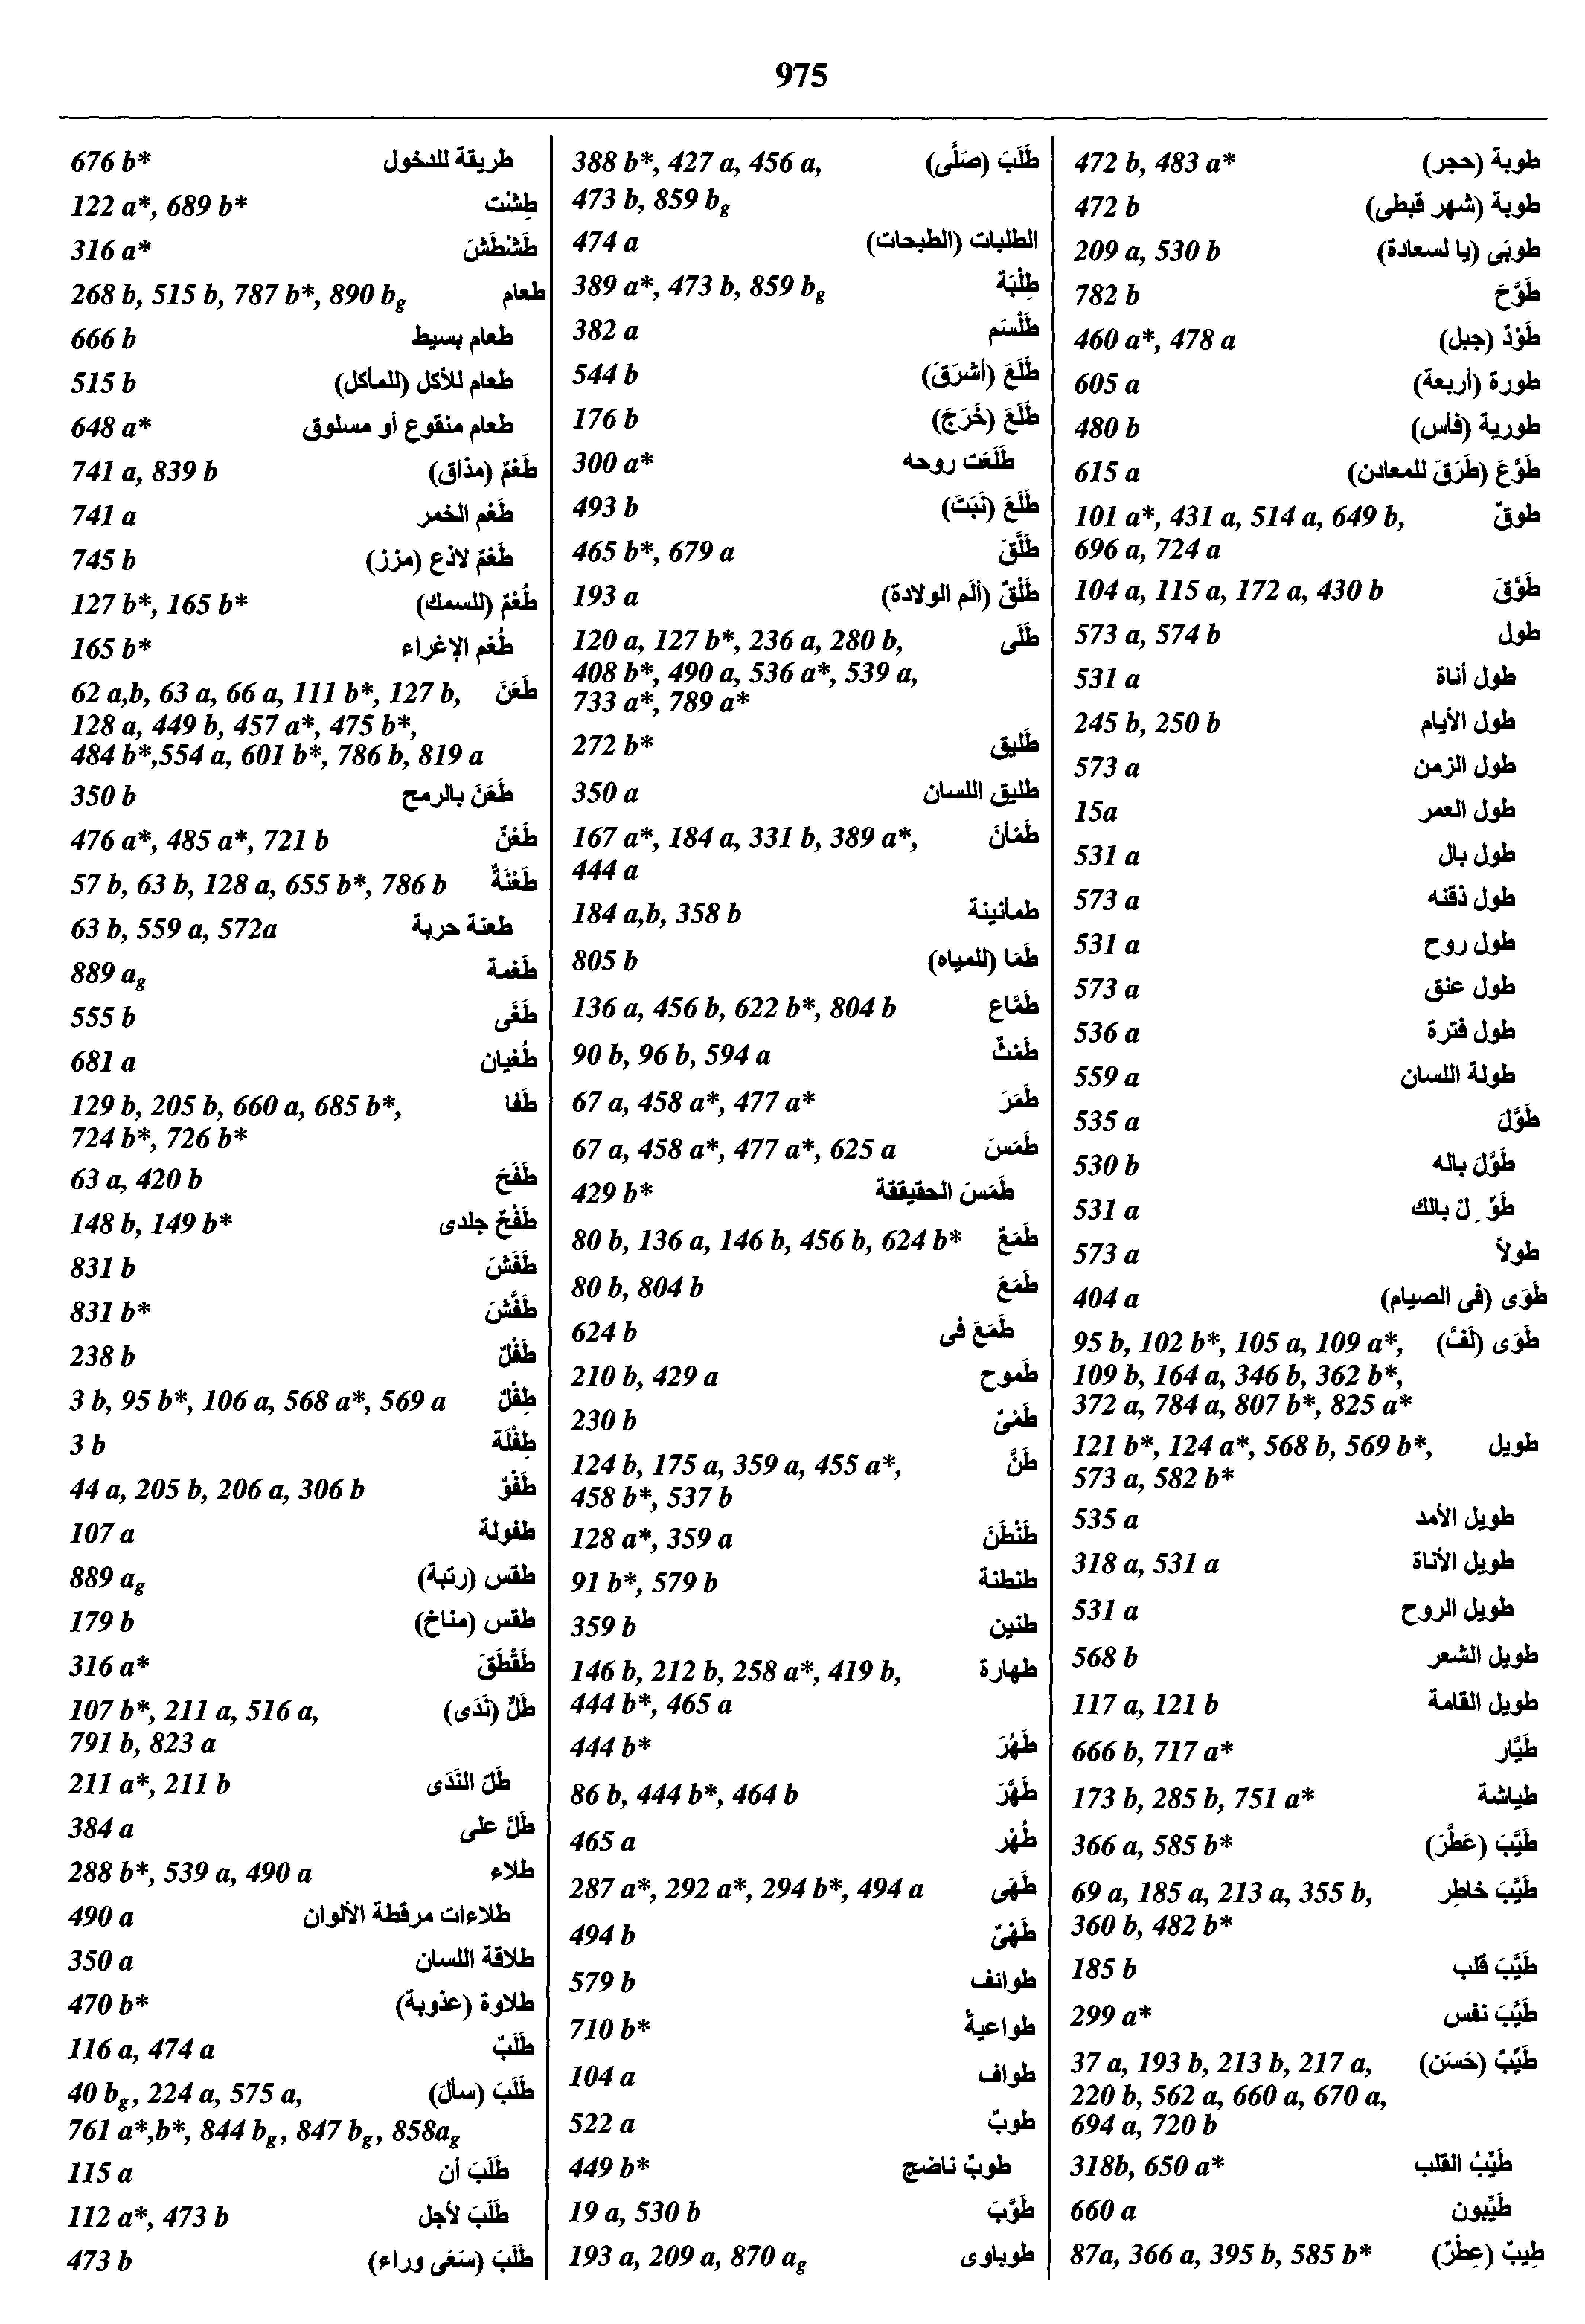 975
676 b* طريقة للدخول
122 a*, 689 b* طِشْت
316 a* طَشْطَشَ
268 b, 515 b, 787 b*, 890 bg طعام
666 b طعام بسيط
515 b طعام للأكل (للمأكل)
648 a* طعام منقوع أو مسلوق
741 a, 839 b طَعْمٌ (مذاق)
741 a طَعْم الخمر
745 b طَعْمٌ لاذع (مزز)
127 b*, 165 b* طُعْمٌ (للسمك)
165 b* طُعْم الإغراء
62 a,b, 63 a, 66 a, 111 b*, 127 b, طَعَنَ
128 a, 449 b, 457 a*, 475 b*,
484 b*,554 a, 601 b*, 786 b, 819 a
350 b طَعَنَ بالرمح
476 a*, 485 a*, 721 b طَعْنٌ
57 b, 63 b, 128 a, 655 b*, 786 b طَعْنَةٌ
63 b, 559 a, 572a طعنة حربة
889 ag طَغمة
555 b طَغَى
681 a طُغيان
129 b, 205 b, 660 a, 685 b*, طَفا
724 b*, 726 b*
63 a, 420 b طَفَحَ
148 b, 149 b* طَفْحٌ جلدى
831 b طَفَشَ
831 b* طَفَّشَ
238 b طَفْلٌ
3 b, 95 b*, 106 a, 568 a*, 569 a طِفْلٌ
3 b طِفْلَة
44 a, 205 b, 206 a, 306 b طَفْوٌ
107 a طفولة
889 ag طقس (رتبة)
179 b طقس (مناخ)
316 a* طَقْطَقَ
107 b*, 211 a, 516 a, طَلٌّ (نَدَى)
791 b, 823 a
211 a*, 211 b طَلّ النَدَى
384 a طَلَّ على
288 b*, 539 a, 490 a طلاء
490 a طلاءات مرقطة الألوان
350 a طلاقة اللسان
470 b* طلاوة (عذوبة)
116 a, 474 a طَلَبٌ
40 bg, 224 a, 575 a, طَلَبَ (سألَ)
761 a*,b*, 844 bg, 847 bg, 858ag
115 a طَلَبَ أن
112 a*, 473 b طَلَبَ لأجل
473 b طَلَبَ (سَعَى وراء)
388 b*, 427 a, 456 a, طَلَبَ (صَلَّى)
473 b, 859 bg
474 a الطلبات (الطبحات)
389 a*, 473 b, 859 bg طِلْبَة
382 a طَلْسَم
544 b طَلَعَ (أشرَقَ)
176 b طَلَعَ (خَرَجَ)
300 a* طَلَعَت روحه
493 b طَلَعَ (نَبَتَ)
465 b*, 679 a طَلَّقَ
193 a طَلْقٌ (ألَم الولادة)
120 a, 127 b*, 236 a, 280 b, طَلَى
408 b*, 490 a, 536 a*, 539 a,
733 a*, 789 a*
272 b* طَليق
350 a طليق اللسان
167 a*, 184 a, 331 b, 389 a*, طَمْأنَ
444 a
184 a,b, 358 b طمأنينة
805 b طَمَا (للمياه)
136 a, 456 b, 622 b*, 804 b طَمَّاع
90 b, 96 b, 594 a طَمْثٌ
67 a, 458 a*, 477 a* طَمَرَ
67 a, 458 a*, 477 a*, 625 a طَمَسَ
429 b* طَمَسَ الحقيققة
80 b, 136 a, 146 b, 456 b, 624 b* طَمَعٌ
80 b, 804 b طَمَعَ
624 b طَمَعَ فى
210 b, 429 a طَموح
230 b طَمْىٌ
124 b, 175 a, 359 a, 455 a*, طَنَّ
458 b*, 537 b
128 a*, 359 a طَنْطَنَ
91 b*, 579 b طنطنة
359 b طنين
146 b, 212 b, 258 a*, 419 b, طهارة
444 b*, 465 a
444 b* طَهُرَ
86 b, 444 b*, 464 b طَهَّرَ
465 a طُهْر
287 a*, 292 a*, 294 b*, 494 a طَهَى
494 b طَهْىٌ
579 b طوائف
710 b* طواعيةً
104 a طواف
522 a طوبٌ
449 b* طوبٌ ناضج
19 a, 530 b طَوَّبَ
193 a, 209 a, 870 ag طوباوى
472 b, 483 a* طوبة (حجر)
472 b طوبة (شهر قبطى)
209 a, 530 b طوبَى (يا لسعادة)
782 b طَوَّحَ
460 a*, 478 a طَوْدٌ (جبل)
605 a طورة (أربعة)
480 b طورية (فأس)
615 a طَوَّعَ (طَرَقَ للمعادن)
101 a*, 431 a, 514 a, 649 b, طوقٌ
696 a, 724 a
104 a, 115 a, 172 a, 430 b طَوَّقَ
573 a, 574 b طول
531 a طول أناة
245 b, 250 b طول الأيام
573 a طول الزمن
15a طول العمر
531 a طول بال
573 a طول ذقنه
531 a طول روح
573 a طول عنق
536 a طول فترة
559 a طولة اللسان
535 a طَوَّلَ
530 b طَوَّلَ باله
531 a طَوِّ ِلْ بالك
573 a طولاً
404 a طَوَى (فى الصيام)
95 b, 102 b*, 105 a, 109 a*, طَوَى (لَفَّ)
109 b, 164 a, 346 b, 362 b*,
372 a, 784 a, 807 b*, 825 a*
121 b*, 124 a*, 568 b, 569 b*, طويل
573 a, 582 b*
535 a طويل الأمد
318 a, 531 a طويل الأناة
531 a طويل الروح
568 b طويل الشعر
117 a, 121 b طويل القامة
666 b, 717 a* طَيَّار
173 b, 285 b, 751 a* طياشة
366 a, 585 b* طَيَّبَ (عَطَّرَ)
69 a, 185 a, 213 a, 355 b, طَيَّبَ خاطِر
360 b, 482 b*
185 b طَيَّبَ قلب
299 a* طَيَّبَ نفس
37 a, 193 b, 213 b, 217 a, طَيِّبٌ (حَسَن)
220 b, 562 a, 660 a, 670 a,
694 a, 720 b
318b, 650 a* طَيِّبُ القلب
660 a طَيِّبون
87a, 366 a, 395 b, 585 b* طِيبٌ (عِطْرٌ)